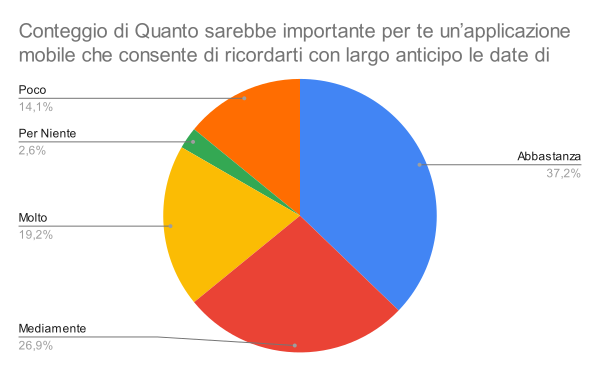 Conteggio di Quanto sarebbe importante per te un'applicazione
mobile che consente di ricordarti con largo anticipo le date di
Poco
14,1%
Per Niente
2,6%
Abbastanza
37,2%
Molto
19,2%
Mediamente
26,9%